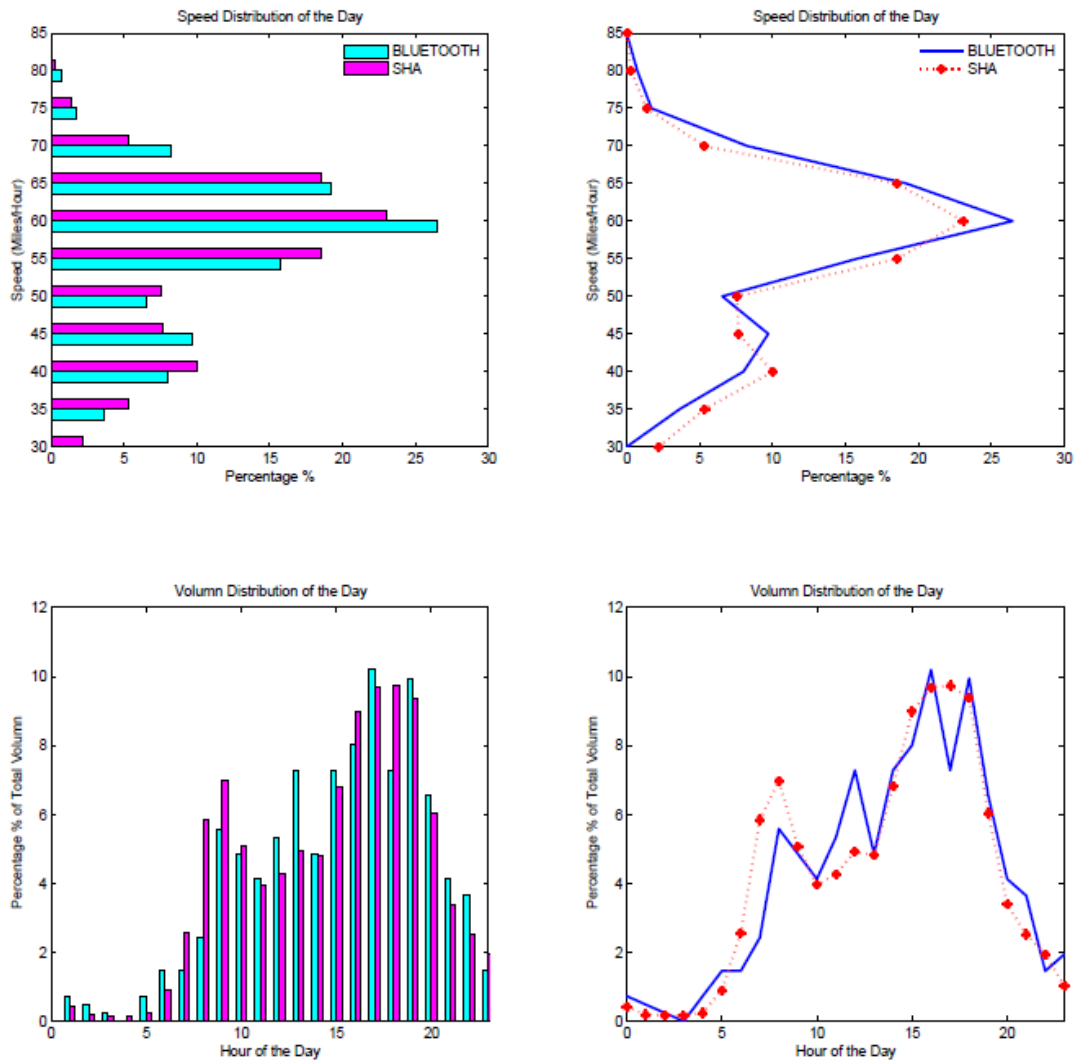 Speed Distribution of the Day
85
80
75
70
65
60
55
50
45
40
35
30
Speed (Miles/Hour)
BLUETOOTH
SHA
0 5 10 15 20 25 30
Percentage %
Speed Distribution of the Day
85
80
75
70
65
60
55
50
45
40
35
30
Speed (Miles/Hour)
BLUETOOTH
SHA
0 5 10 15 20 25 30
Percentage %
Volumn Distribution of the Day
12
10
8
6
4
2
0
Percentage % of Total Volumn
0 5 10 15 20
Hour of the Day
Volumn Distribution of the Day
12
10
8
6
4
2
0
Percentage % of Total Volumn
0 5 10 15 20
Hour of the Day